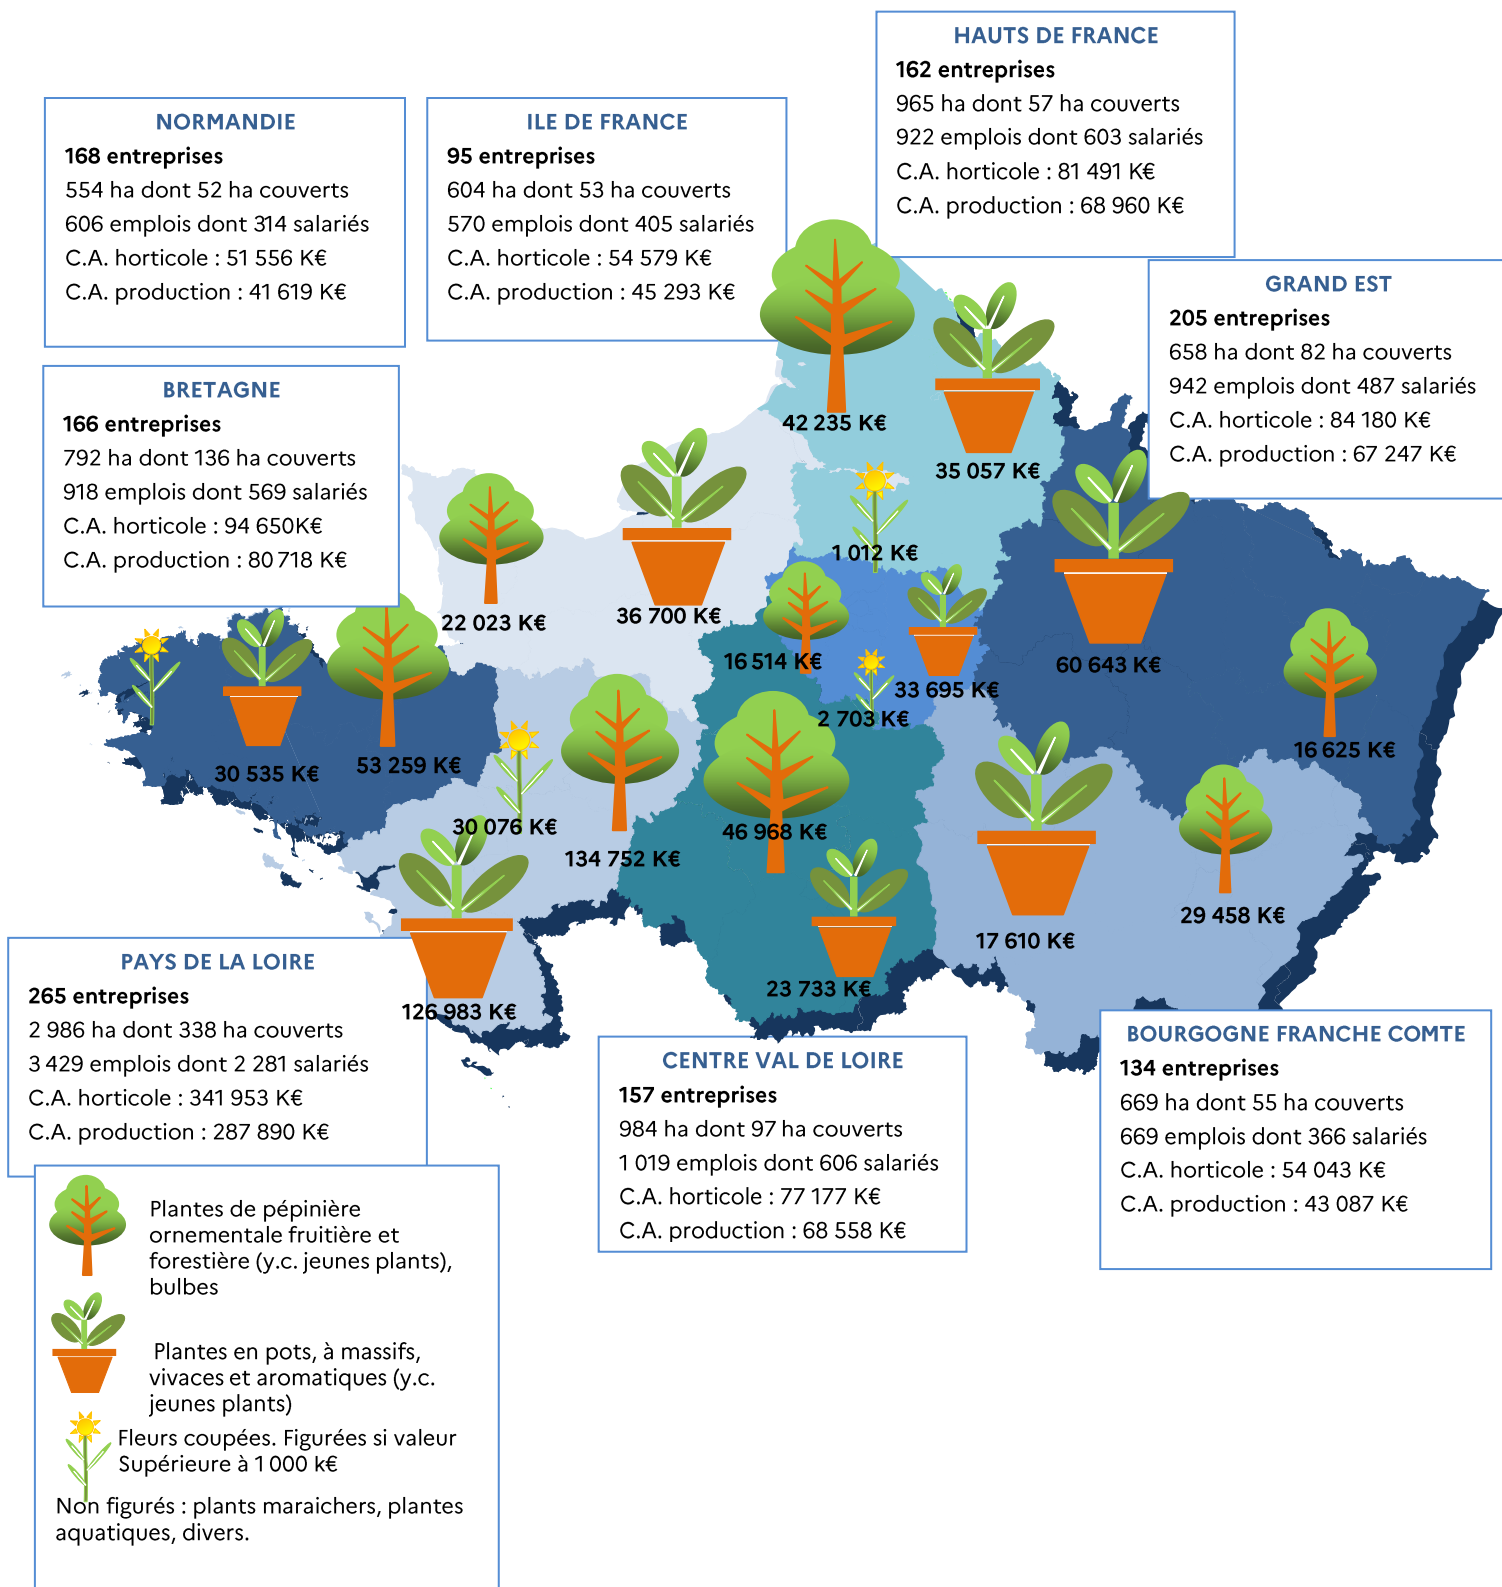 HAUTS DE FRANCE
162 entreprises
965 ha dont 57 ha couverts
922 emplois dont 603 salariés
C.A. horticole : 81 491 K€
C.A. production : 68 960 K€
NORMANDIE
168 entreprises
554 ha dont 52 ha couverts
606 emplois dont 314 salariés
C.A. horticole : 51 556 K€
C.A. production : 41 619 K€
ILE DE FRANCE
95 entreprises
604 ha dont 53 ha couverts
570 emplois dont 405 salariés
C.A. horticole : 54 579 K€
C.A. production : 45 293 K€
GRAND EST
205 entreprises
658 ha dont 82 ha couverts
942 emplois dont 487 salariés
C.A. horticole : 84 180 K€
C.A. production : 67 247 K€
BRETAGNE
166 entreprises
792 ha dont 136 ha couverts
918 emplois dont 569 salariés
C.A. horticole : 94 650K€
C.A. production : 80 718 K€
42 235 K€
35 057 K€
1 012 K€
22 023 K€
36 700 K€
16 514 K€
33 695 K€
2 703 K€
60 643 K€
16 625 K€
30 535 K€
53 259 K€
30 076 K€
134 752 K€
46 968 K€
29 458 K€
17 610 K€
23 733 K€
126 983 K€
PAYS DE LA LOIRE
265 entreprises
2 986 ha dont 338 ha couverts
3 429 emplois dont 2 281 salariés
C.A. horticole : 341 953 K€
C.A. production : 287 890 K€
CENTRE VAL DE LOIRE
157 entreprises
984 ha dont 97 ha couverts
1 019 emplois dont 606 salariés
C.A. horticole : 77 177 K€
C.A. production : 68 558 K€
BOURGOGNE FRANCHE COMTE
134 entreprises
669 ha dont 55 ha couverts
669 emplois dont 366 salariés
C.A. horticole : 54 043 K€
C.A. production : 43 087 K€
Plantes de pépinière
ornementale fruitière et
forestière (y.c. jeunes plants),
bulbes
Plantes en pots, à massifs,
vivaces et aromatiques (y.c.
jeunes plants)
Fleurs coupées. Figurées si valeur
Supérieure à 1 000 k€
Non figurés : plants maraichers, plantes
aquatiques, divers.